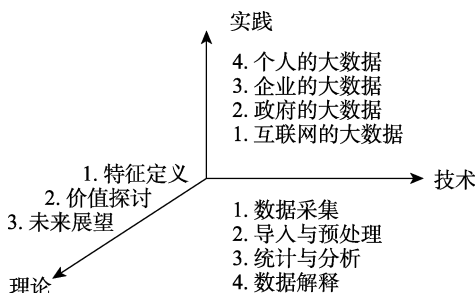 实践
4. 个人的大数据
3. 企业的大数据
2. 政府的大数据
1. 互联网的大数据
1. 特征定义
2. 价值探讨
3. 未来展望
技术
1. 数据采集
2. 导入与预处理
3. 统计与分析
4. 数据解释
理论